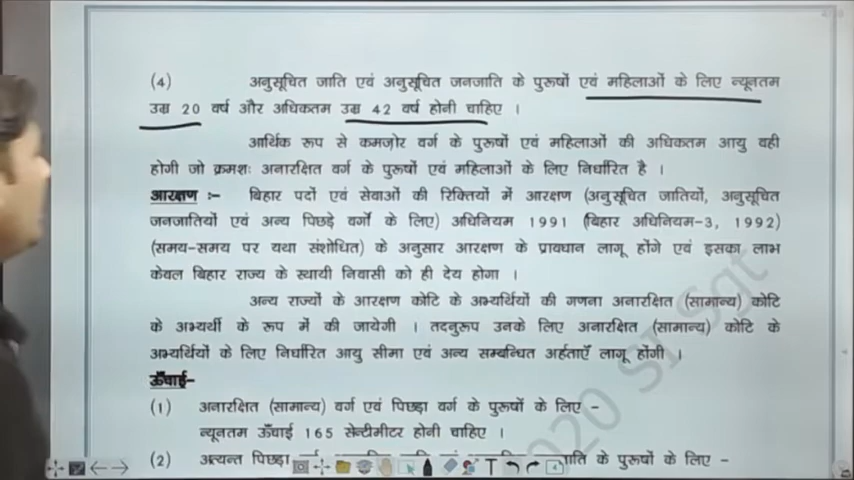 (4) अनुसूचित जाति एवं अनुसूचित जनजाति के पुरूषों एवं महिलाओं के लिए न्यूनतम
उम्र 20 वर्ष और अधिकतम उम्र 42 वर्ष होनी चाहिए ।
आर्थिक रूप से कमज़ोर वर्ग के पुरूषों एवं महिलाओं की अधिकतम आयु वही
होगी जो क्रमशः अनारक्षित वर्ग के पुरूषों एवं महिलाओं के लिए निर्धारित है ।
आरक्षण :- बिहार पदों एवं सेवाओं की रिक्तियों में आरक्षण (अनुसूचित जातियों, अनुसूचित
जनजातियों एवं अन्य पिछड़े वर्गों के लिए) अधिनियम 1991 (बिहार अधिनियम-3, 1992)
(समय-समय पर यथा संशोधित) के अनुसार आरक्षण के प्रावधान लागू होंगे एवं इसका लाभ
केवल बिहार राज्य के स्थायी निवासी को ही देय होगा ।
अन्य राज्यों के आरक्षण कोटि के अभ्यर्थियों की गणना अनारक्षित (सामान्य) कोटि
के अभ्यर्थी के रूप में की जायेगी । तदनुरूप उनके लिए अनारक्षित (सामान्य) कोटि के
अभ्यर्थियों के लिए निर्धारित आयु सीमा एवं अन्य सम्बन्धित अर्हताएँ लागू होंगी ।
ऊँचाई-
(1) अनारक्षित (सामान्य) वर्ग एवं पिछड़ा वर्ग के पुरूषों के लिए -
न्यूनतम ऊँचाई 165 सेन्टीमीटर होनी चाहिए ।
(2) अत्यन्त पिछड़ा के पुरूषों के लिए -
2020 SI Sgt